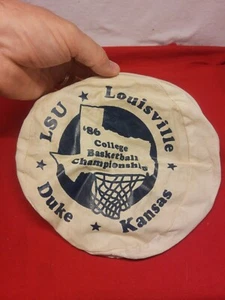 LSU ★ Louisville
'86
College
Basketball
Championship
Duke ★ Kansas